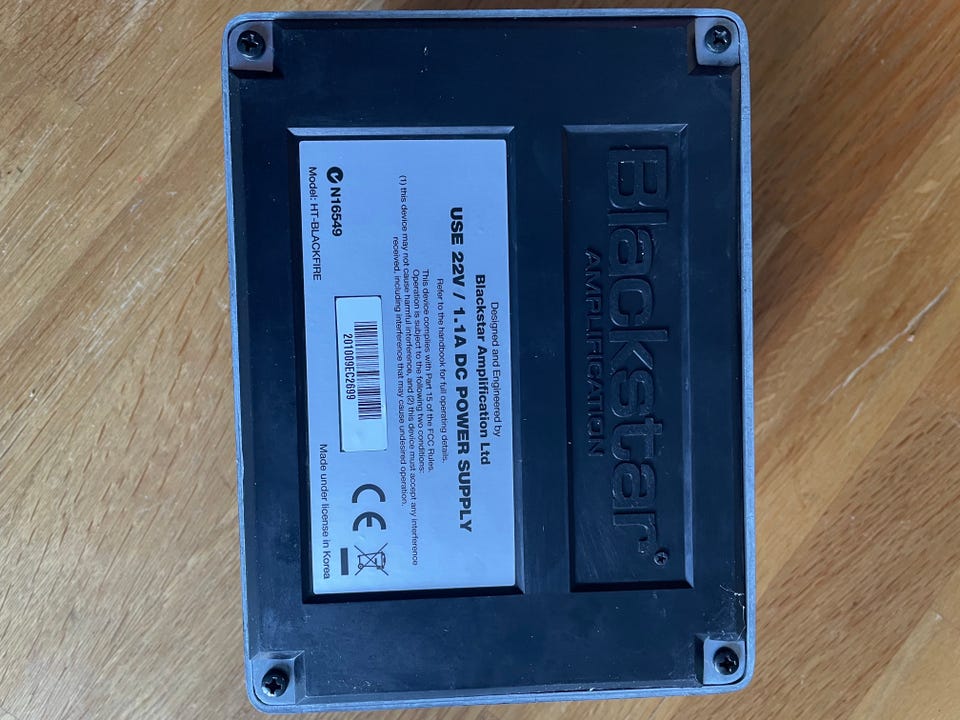 Blackstar
AMPLIFICATION
Designed and Engineered by
Blackstar Amplification Ltd
USE 22V / 1.1A DC POWER SUPPLY
Refer to the handbook for full operating details.
This device complies with Part 15 of the FCC Rules.
Operation is subject to the following two conditions:
(1) this device may not cause harmful interference, and (2) this device must accept any interference
received, including interference that may cause undesired operation.
N16549
Model: HT-BLACKFIRE
201009EC2699
CE
Made under license in Korea